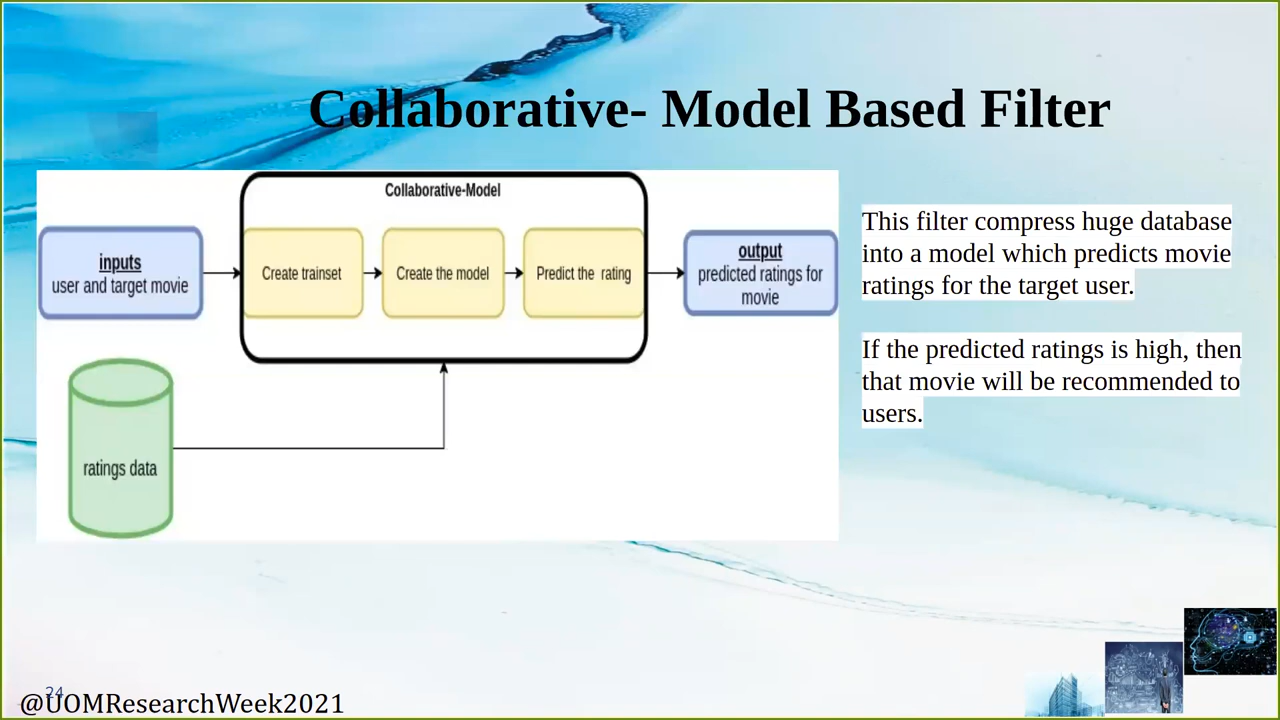 Collaborative- Model Based Filter
Collaborative-Model
inputs
user and target movie
Create trainset
Create the model
Predict the rating
output
predicted ratings for
movie
ratings data
This filter compress huge database
into a model which predicts movie
ratings for the target user.
If the predicted ratings is high, then
that movie will be recommended to
users.
24
@UOMResearchWeek2021